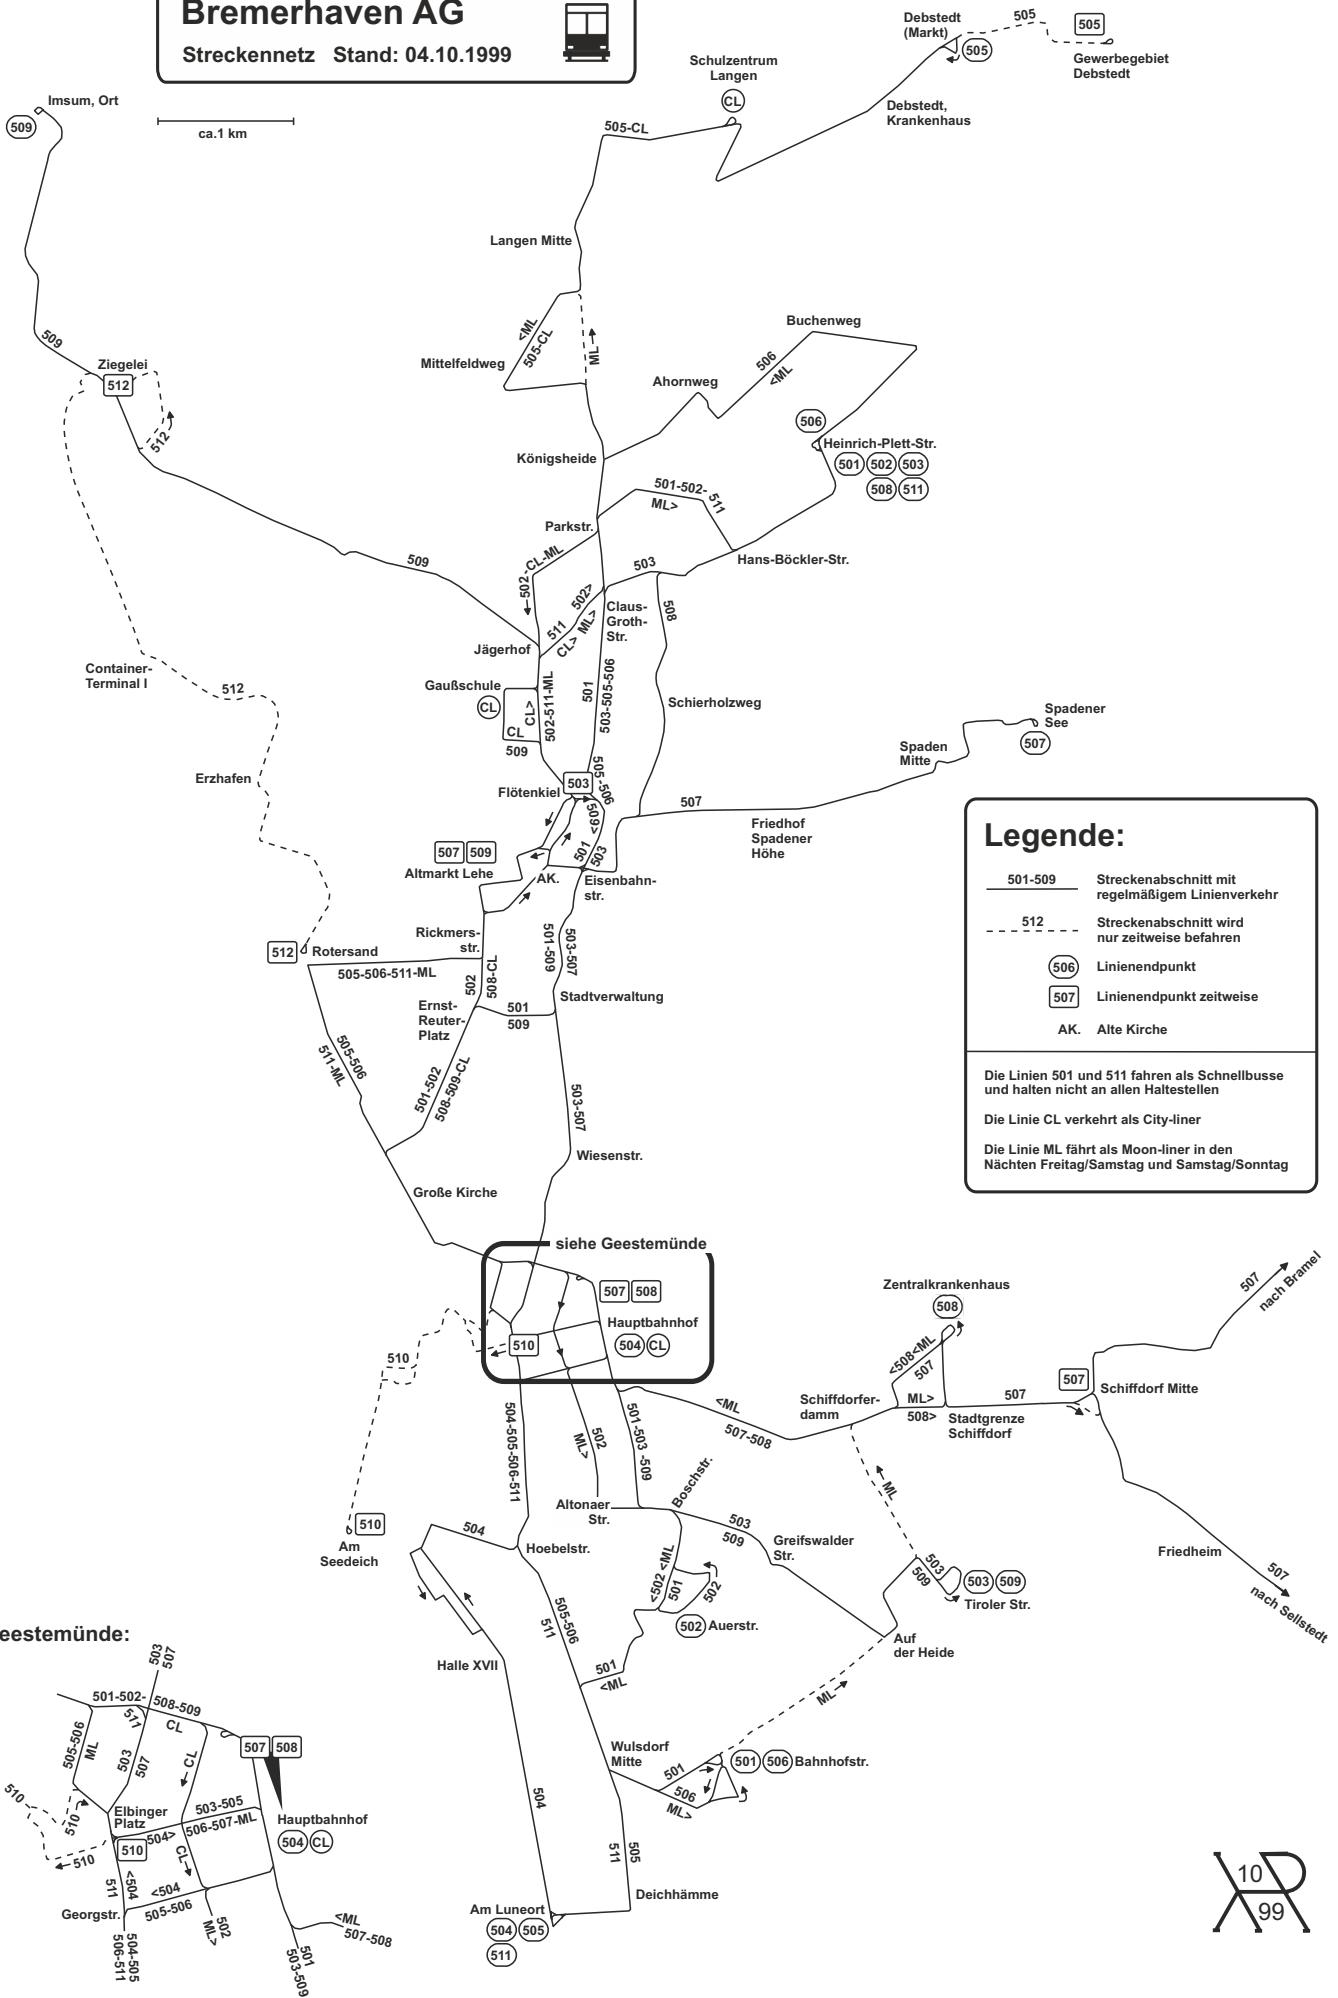 Bremerhaven AG
Streckennetz Stand: 04.10.1999
Debstedt
(Markt)
505
505
505
Gewerbegebiet
Debstedt
Schulzentrum
Langen
CL
Debstedt,
Krankenhaus
Imsum, Ort
509
ca.1 km
505-CL
Langen Mitte
<ML
505-CL
ML
Mittelfeldweg
Buchenweg
506
<ML
Ahornweg
509
Ziegelei
512
512
506
Heinrich-Plett-Str.
501 502 503
508 511
Königsheide
501-502-
511
ML>
Parkstr.
Hans-Böckler-Str.
502-CL-ML
503
509
502>
511
CL> ML>
Claus-
Groth-
Str.
508
Jägerhof
Container-
Terminal I
512
Gaußschule
CL
CL>
CL
509
502-511-ML
501
503-505-506
Schierholzweg
Spadener
See
507
Spaden
Mitte
Erzhafen
Flötenkiel
503
505-506
509>
507
Friedhof
Spadener
Höhe
507 509
Altmarkt Lehe
501
503
AK.
Eisenbahn-
str.
Rickmers-
str.
501-509
503-507
512
Rotersand
505-506-511-ML
502
508-CL
Stadtverwaltung
Ernst-
Reuter-
Platz
501
509
505-506
511-ML
501-502
508-509-CL
503-507
Wiesenstr.
Große Kirche
Legende:
501-509
Streckenabschnitt mit
regelmäßigem Linienverkehr
512
Streckenabschnitt wird
nur zeitweise befahren
506
Linienendpunkt
507
Linienendpunkt zeitweise
AK. Alte Kirche
Die Linien 501 und 511 fahren als Schnellbusse
und halten nicht an allen Haltestellen
Die Linie CL verkehrt als City-liner
Die Linie ML fährt als Moon-liner in den
Nächten Freitag/Samstag und Samstag/Sonntag
siehe Geestemünde
507 508
Hauptbahnhof
504 CL
510
510
Zentralkrankenhaus
508
<508<ML
507
507
nach Bramel
Schiffdorfer-
damm
ML>
508>
Stadtgrenze
Schiffdorf
507
507
Schiffdorf Mitte
<ML
507-508
504-505-506-511
502
ML>
501-503 -509
Altonaer
Str.
Boschstr.
503
509
Greifswalder
Str.
ML
510
Am
Seedeich
504
Hoebelstr.
<502 <ML
501
502
502 Auerstr.
503
509
503 509
Tiroler Str.
Friedheim
507
nach Sellstedt
505-506
511
Halle XVII
501
<ML
Auf
der Heide
ML
Wulsdorf
Mitte
501
506
ML>
501 506 Bahnhofstr.
504
505
511
Deichhämme
Am Luneort
504 505
511
eestemünde:
503
507
501-502-
508-509
511
CL
505-506
ML
503
507
CL
507 508
Hauptbahnhof
504 CL
510
510
Elbinger
Platz
503-505
506-507-ML
504>
510
510
CL
511
<504
<504
505-506
Georgstr.
504-505
506-511
502
ML>
<ML
507-508
501
503-509
10
99